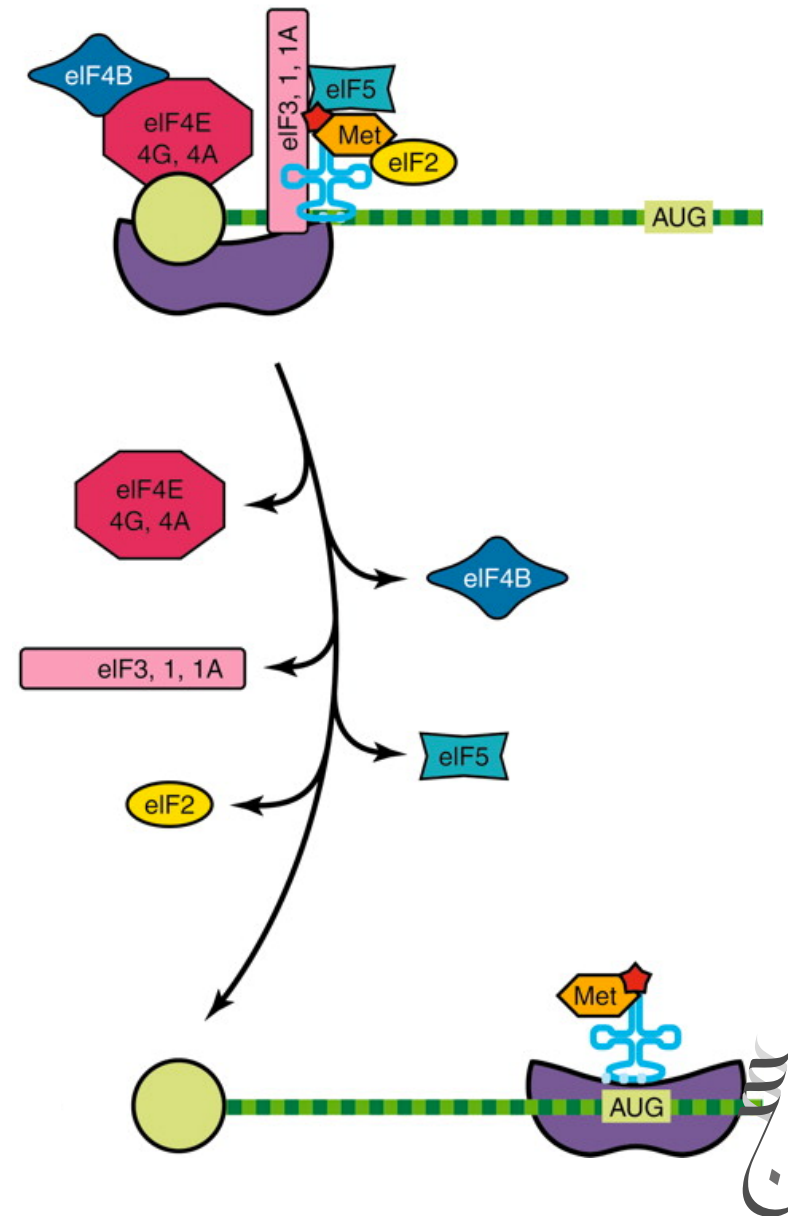 eIF4B
eIF4E
4G, 4A
eIF3, 1, 1A
eIF5
Met
eIF2
AUG
eIF4E
4G, 4A
eIF4B
eIF3, 1, 1A
eIF5
eIF2
Met
AUG